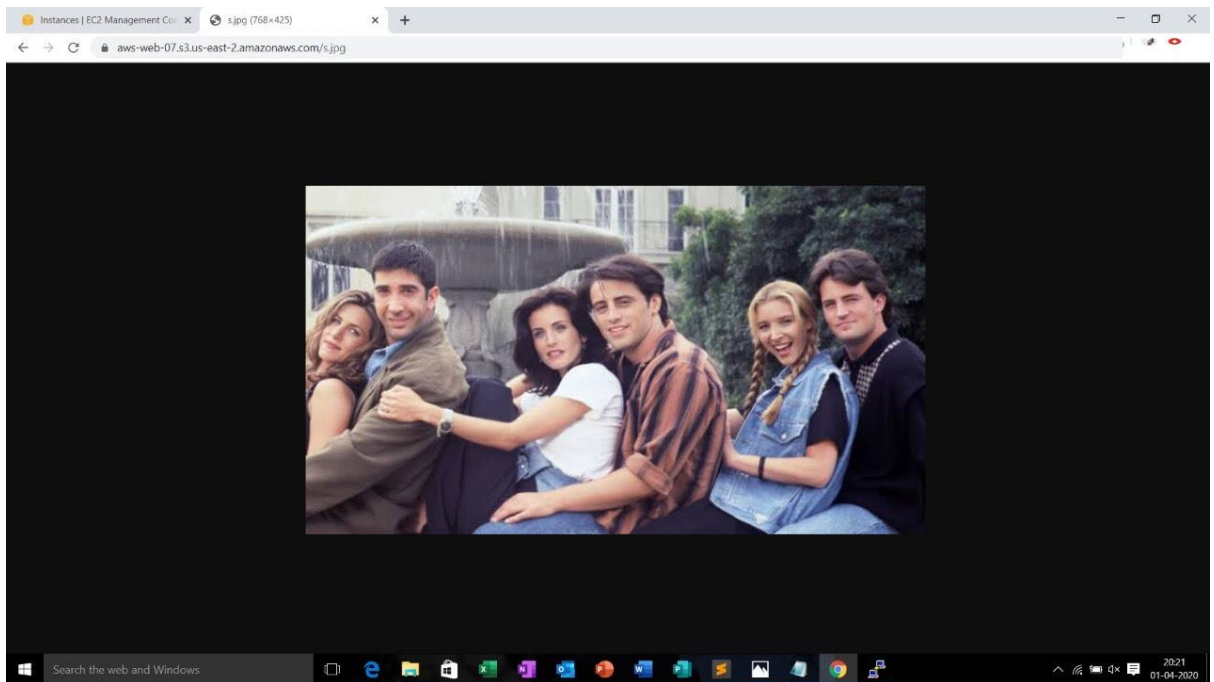 Instances | EC2 Management Con
s.jpg (768×425)
aws-web-07.s3.us-east-2.amazonaws.com/s.jpg
Search the web and Windows
20:21
01-04-2020